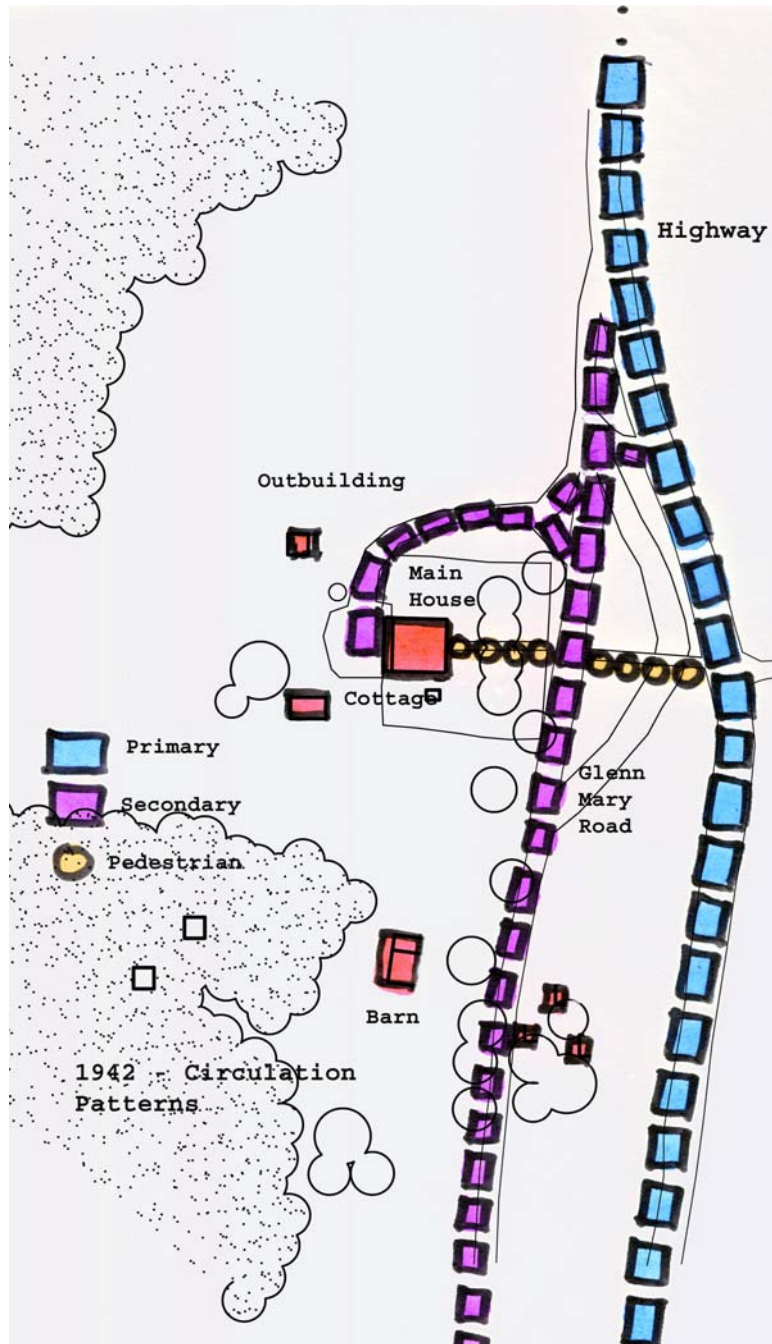 Highway
Outbuilding
Main
House
Cottage
Primary
Secondary
Pedestrian
Glenn
Mary
Road
Barn
1942 - Circulation
Patterns